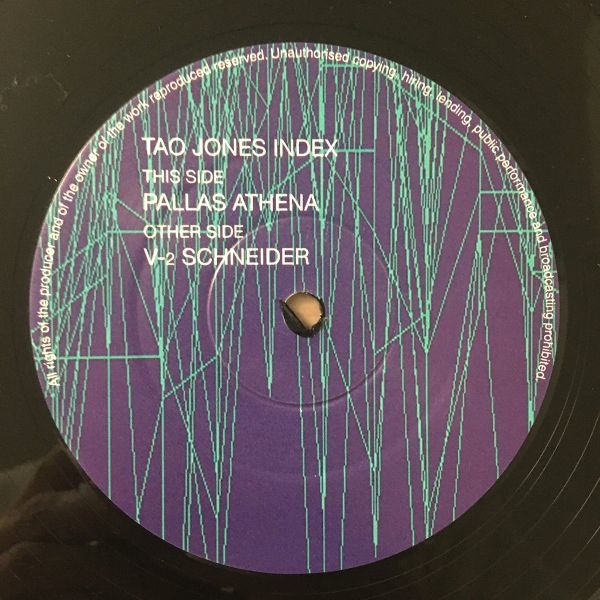 All rights of the producer and of the owner of the work reproduced reserved. Unauthorised copying, hiring, lending, public performance and broadcasting prohibited.
TAO JONES INDEX
THIS SIDE
PALLAS ATHENA
OTHER SIDE
V-2 SCHNEIDER